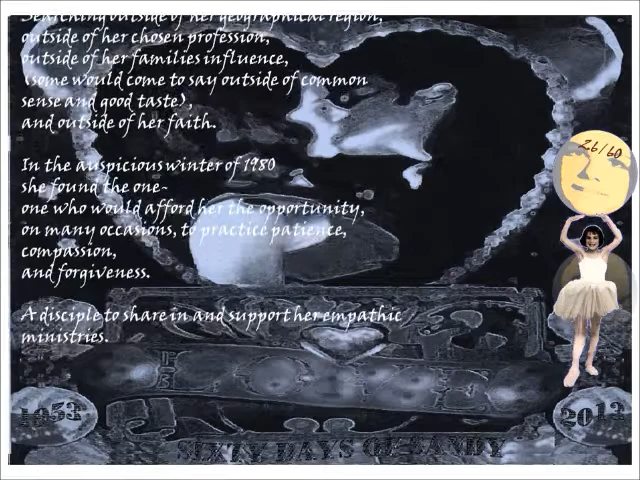 Searching outside of her geographical region,
outside of her chosen profession,
outside of her families influence,
(some would come to say outside of common
sense and good taste),
and outside of her faith.
In the auspicious winter of 1980
she found the one~
one who would afford her the opportunity,
on many occasions, to practice patience,
compassion,
and forgiveness.
A disciple to share in and support her empathic
ministries.
26/60
LOVE
1953
2013
SIXTY DAYS OF SANDY